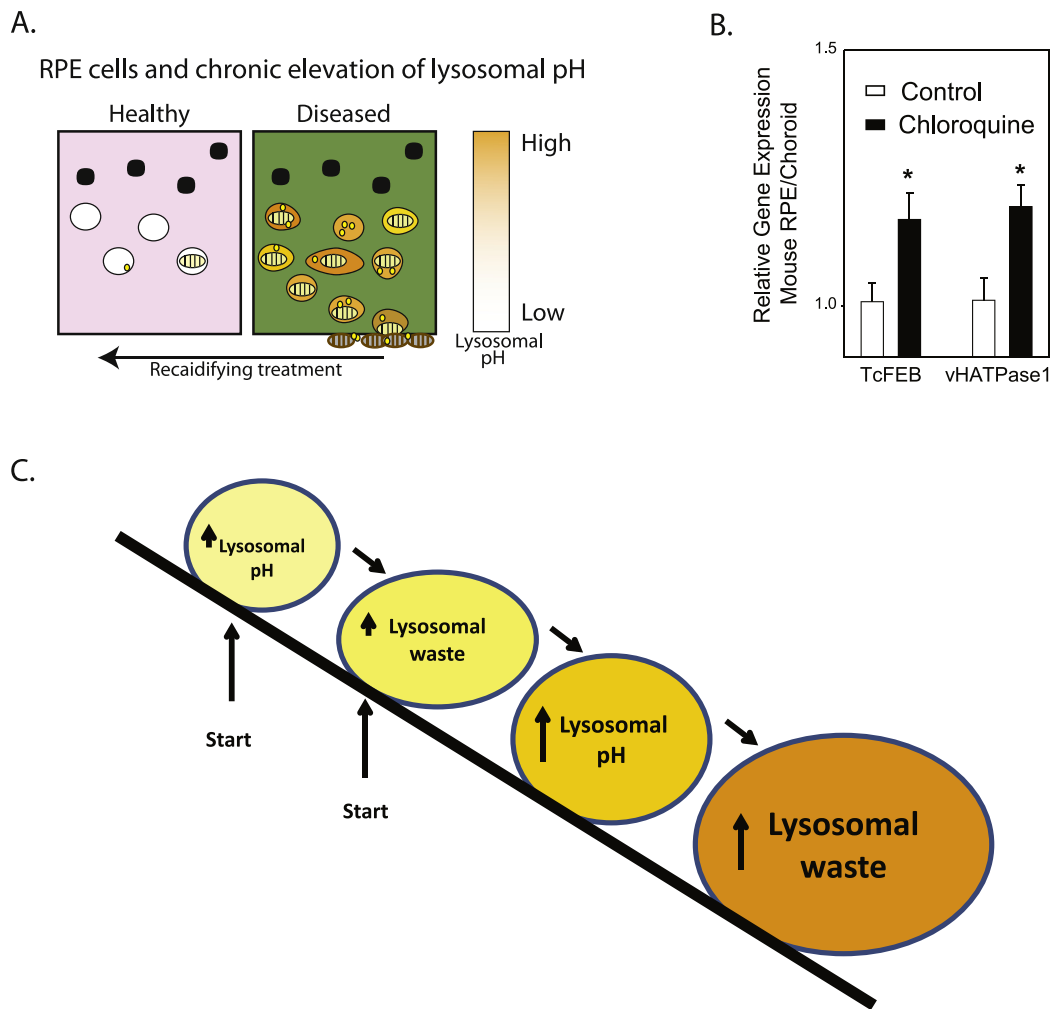 A.
RPE cells and chronic elevation of lysosomal pH
Healthy
Diseased
High
Low
Lysosomal
pH
Recaidifying treatment
B.
Relative Gene Expression
Mouse RPE/Choroid
1.5
1.0
Control
Chloroquine
*
*
TcFEB
vHATPase1
C.
Lysosomal
pH
Lysosomal
waste
Lysosomal
pH
Lysosomal
waste
Start
Start